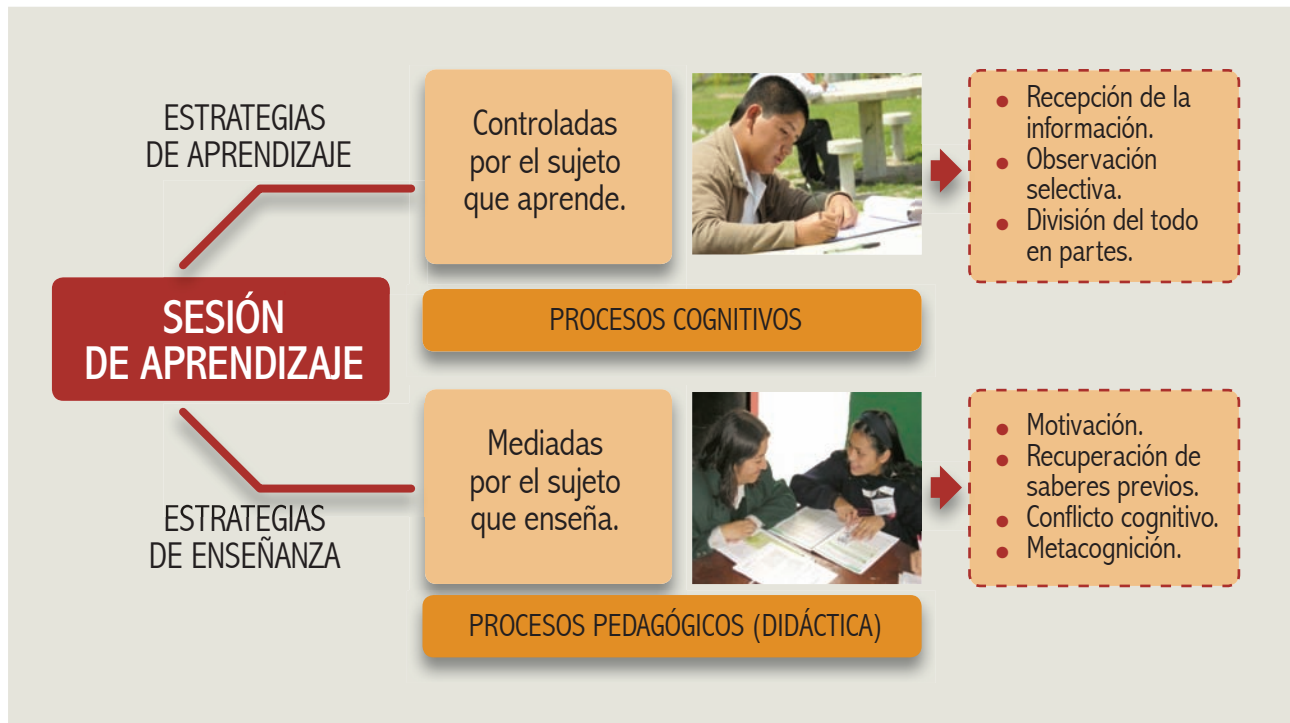 ESTRATEGIAS
DE APRENDIZAJE
Controladas
por el sujeto
que aprende.
• Recepción de la
información.
• Observación
selectiva.
• División del todo
en partes.
PROCESOS COGNITIVOS
SESIÓN
DE APRENDIZAJE
ESTRATEGIAS
DE ENSEÑANZA
Mediadas
por el sujeto
que enseña.
• Motivación.
• Recuperación de
saberes previos.
• Conflicto cognitivo.
• Metacognición.
PROCESOS PEDAGÓGICOS (DIDÁCTICA)